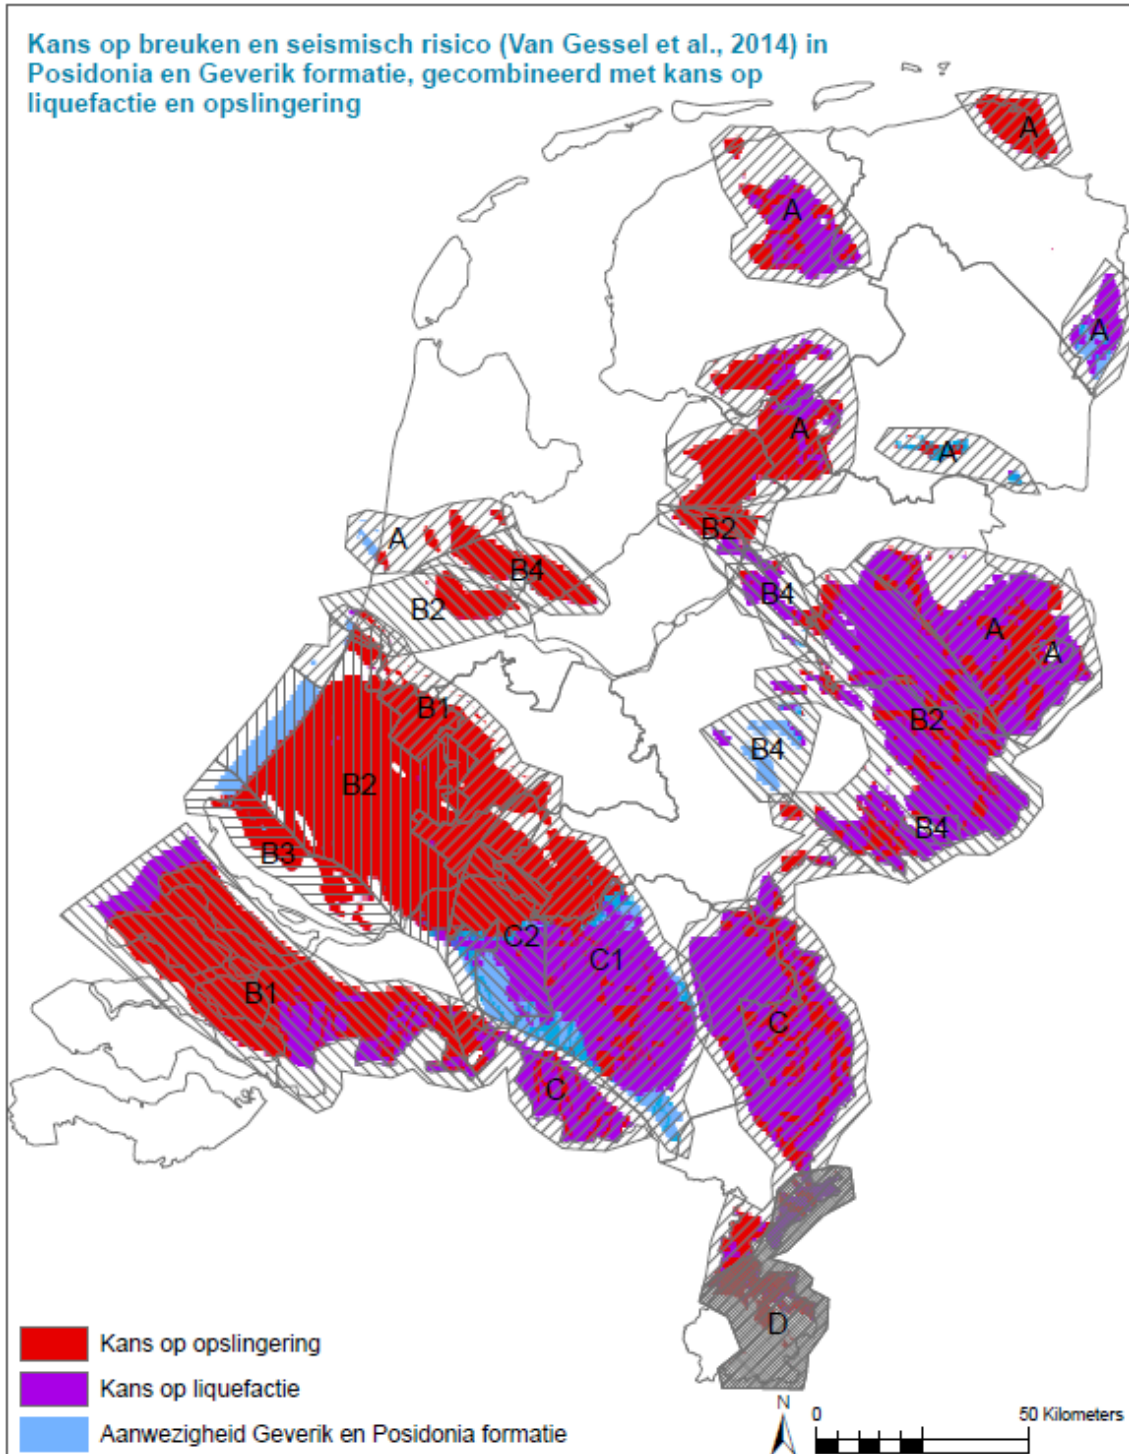 Kans op breuken en seismisch risico (Van Gessel et al., 2014) in
Posidonia en Geverik formatie, gecombineerd met kans op
liquefactie en opslingering
A
A
A
A
A
B2
A
B4
B2
B4
A
A
B1
B2
B4
B2
B3
B4
C2
C1
B1
C
C
D
Kans op opslingering
Kans op liquefactie
Aanwezigheid Geverik en Posidonia formatie
N
0 50 Kilometers